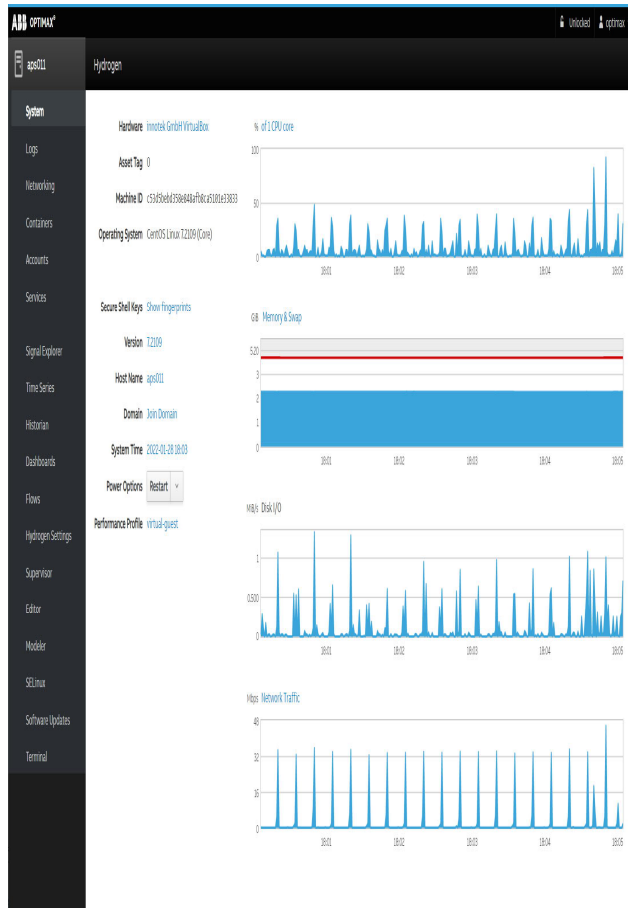 ABB OPTIMAX®
Unlocked
optimax
aps011
Hydrogen
System
Logs
Networking
Containers
Accounts
Services
Signal Explorer
Time Series
Historian
Dashboards
Flows
Hydrogen Settings
Supervisor
Editor
Modeler
SELinux
Software Updates
Terminal
Hardware innotek GmbH VirtualBox
Asset Tag 0
Machine ID
Operating System CentOS Linux 7.2109 (Core)
Secure Shell Keys Show fingerprints
Version 7.2109
Host Name aps011
Domain Join Domain
System Time 2022-01-28 18:03
Power Options Restart
Performance Profile virtual-guest
% of 1 CPU core
100
50
0
18:01 18:02 18:03 18:04 18:05
GiB Memory & Swap
5.20
3
2
1
0
18:01 18:02 18:03 18:04 18:05
MiB/s Disk I/O
1
0.500
0
18:01 18:02 18:03 18:04 18:05
Mbps Network Traffic
48
32
16
0
18:01 18:02 18:03 18:04 18:05